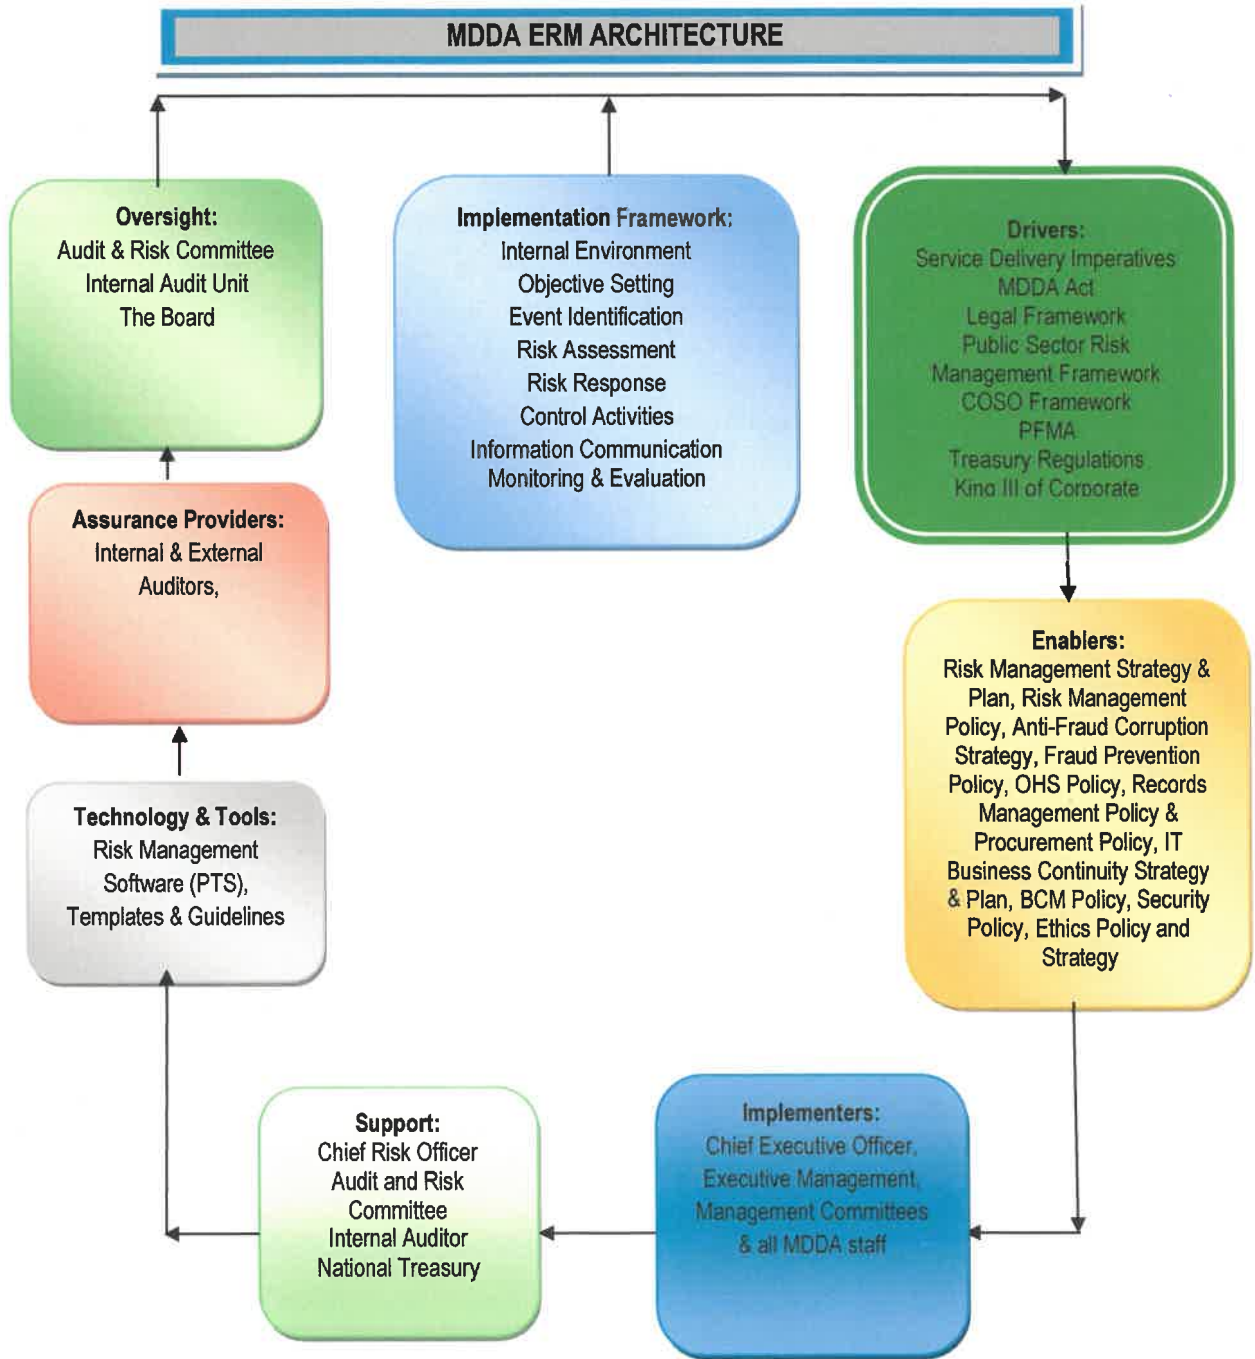 MDDA ERM ARCHITECTURE
Oversight:
Audit & Risk Committee
Internal Audit Unit
The Board
Implementation Framework:
Internal Environment
Objective Setting
Event Identification
Risk Assessment
Risk Response
Control Activities
Information Communication
Monitoring & Evaluation
Drivers:
Service Delivery Imperatives
MDDA Act
Legal Framework
Public Sector Risk
Management Framework
COSO Framework
PFMA
Treasury Regulations
King III of Corporate
Assurance Providers:
Internal & External
Auditors,
Enablers:
Risk Management Strategy &
Plan, Risk Management
Policy, Anti-Fraud Corruption
Strategy, Fraud Prevention
Policy, OHS Policy, Records
Management Policy &
Procurement Policy, IT
Business Continuity Strategy
& Plan, BCM Policy, Security
Policy, Ethics Policy and
Strategy
Technology & Tools:
Risk Management
Software (PTS),
Templates & Guidelines
Support:
Chief Risk Officer
Audit and Risk
Committee
Internal Auditor
National Treasury
Implementers:
Chief Executive Officer,
Executive Management,
Management Committees
& all MDDA staff